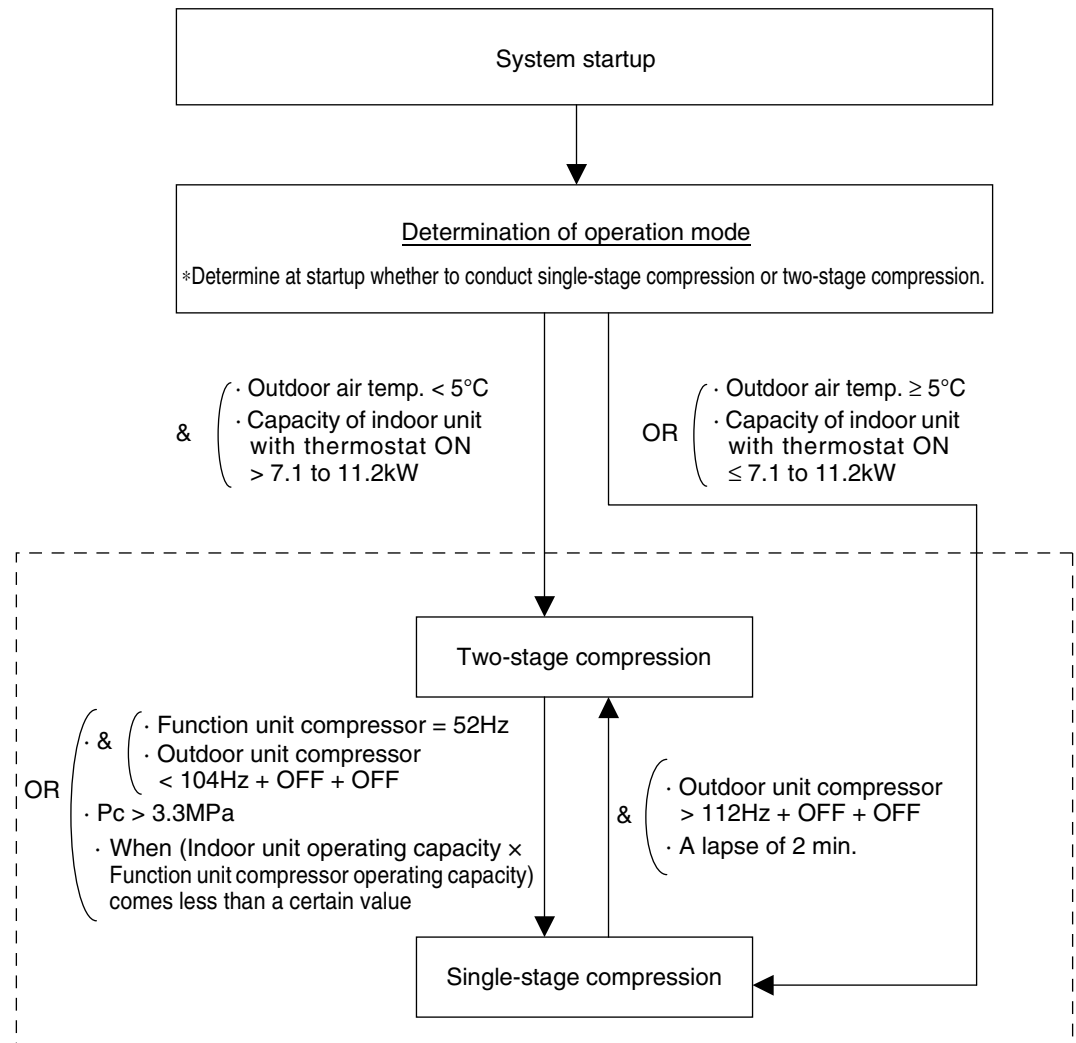 System startup
Determination of operation mode
*Determine at startup whether to conduct single-stage compression or two-stage compression.
&
· Outdoor air temp. < 5°C
· Capacity of indoor unit
with thermostat ON
> 7.1 to 11.2kW
OR
· Outdoor air temp. ≥ 5°C
· Capacity of indoor unit
with thermostat ON
≤ 7.1 to 11.2kW
Two-stage compression
OR
· &
· Function unit compressor = 52Hz
· Outdoor unit compressor
< 104Hz + OFF + OFF
· Pc > 3.3MPa
· When (Indoor unit operating capacity ×
Function unit compressor operating capacity)
comes less than a certain value
&
· Outdoor unit compressor
> 112Hz + OFF + OFF
· A lapse of 2 min.
Single-stage compression